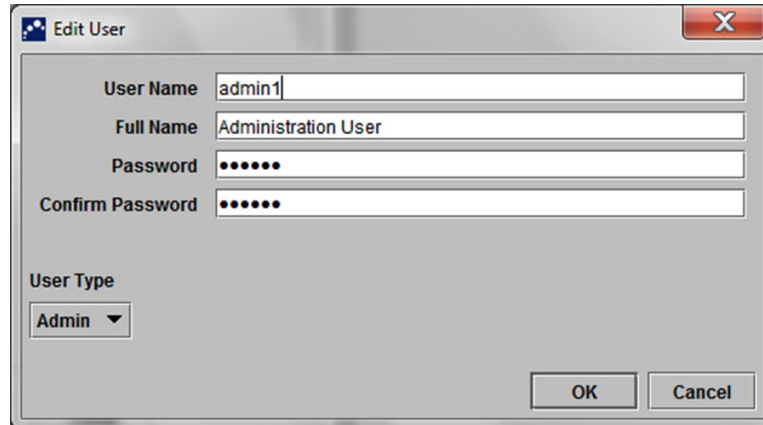 Edit User
User Name admin1
Full Name Administration User
Password ••••••
Confirm Password ••••••
User Type
Admin
OK Cancel